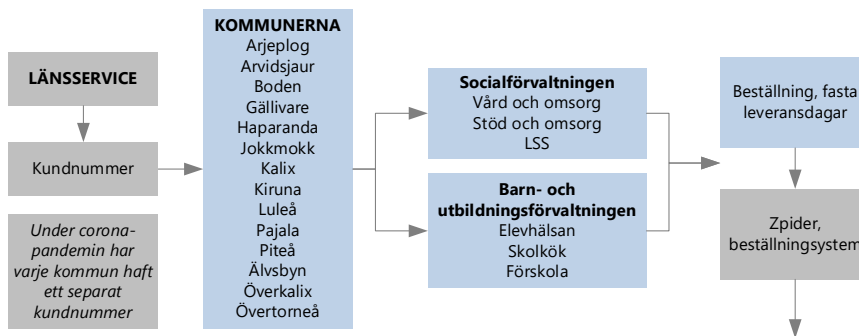 LÄNSSERVICE
Kundnummer
Under corona-
pandemin har
varje kommun haft
ett separat
kundnummer
KOMMUNERNA
Arjeplog
Arvidsjaur
Boden
Gällivare
Haparanda
Jokkmokk
Kalix
Kiruna
Luleå
Pajala
Piteå
Älvsbyn
Överkalix
Övertorneå
Socialförvaltningen
Vård och omsorg
Stöd och omsorg
LSS
Barn- och
utbildningsförvaltningen
Elevhälsan
Skolkök
Förskola
Beställning, fasta
leveransdagar
Zpider,
beställningsystem